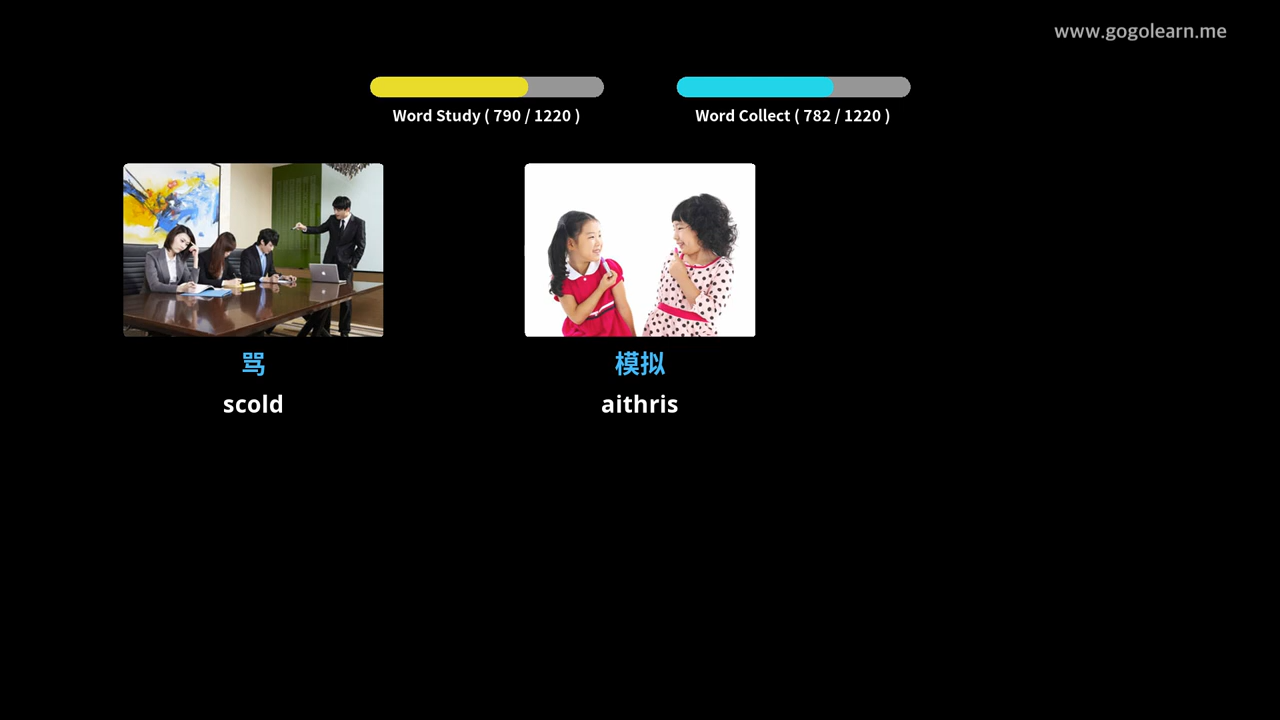 www.gogolearn.me
Word Study ( 790 / 1220 )
Word Collect ( 782 / 1220 )
骂
scold
模拟
aithris